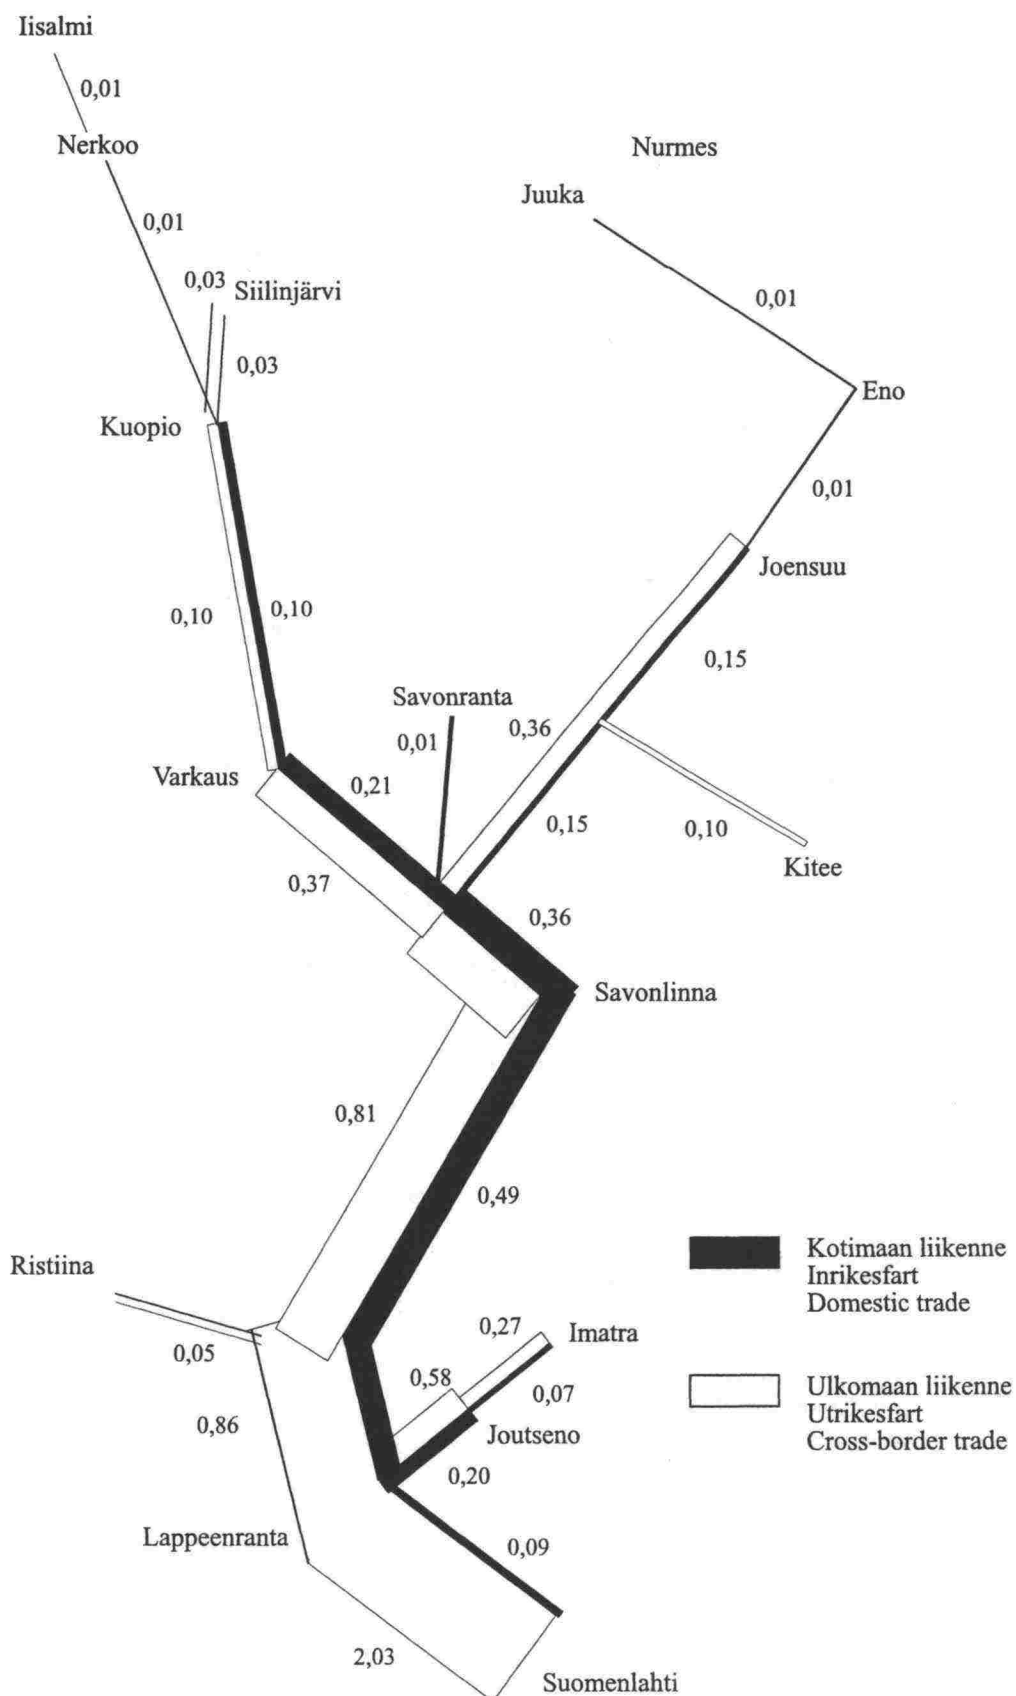 Iisalmi
0,01
Nerkoo
Nurmes
Juuka
0,01
0,03
Siilinjärvi
0,01
0,03
Eno
Kuopio
0,01
Joensuu
0,10
0,10
0,15
Savonranta
0,36
0,01
Varkaus
0,21
0,15
0,10
Kitee
0,37
0,36
Savonlinna
0,81
0,49
Kotimaan liikenne
Inrikesfart
Domestic trade
Ristiina
0,27
Imatra
0,05
0,58
0,07
Ulkomaan liikenne
Utrikesfart
Cross-border trade
0,86
Joutseno
0,20
Lappeenranta
0,09
2,03
Suomenlahti